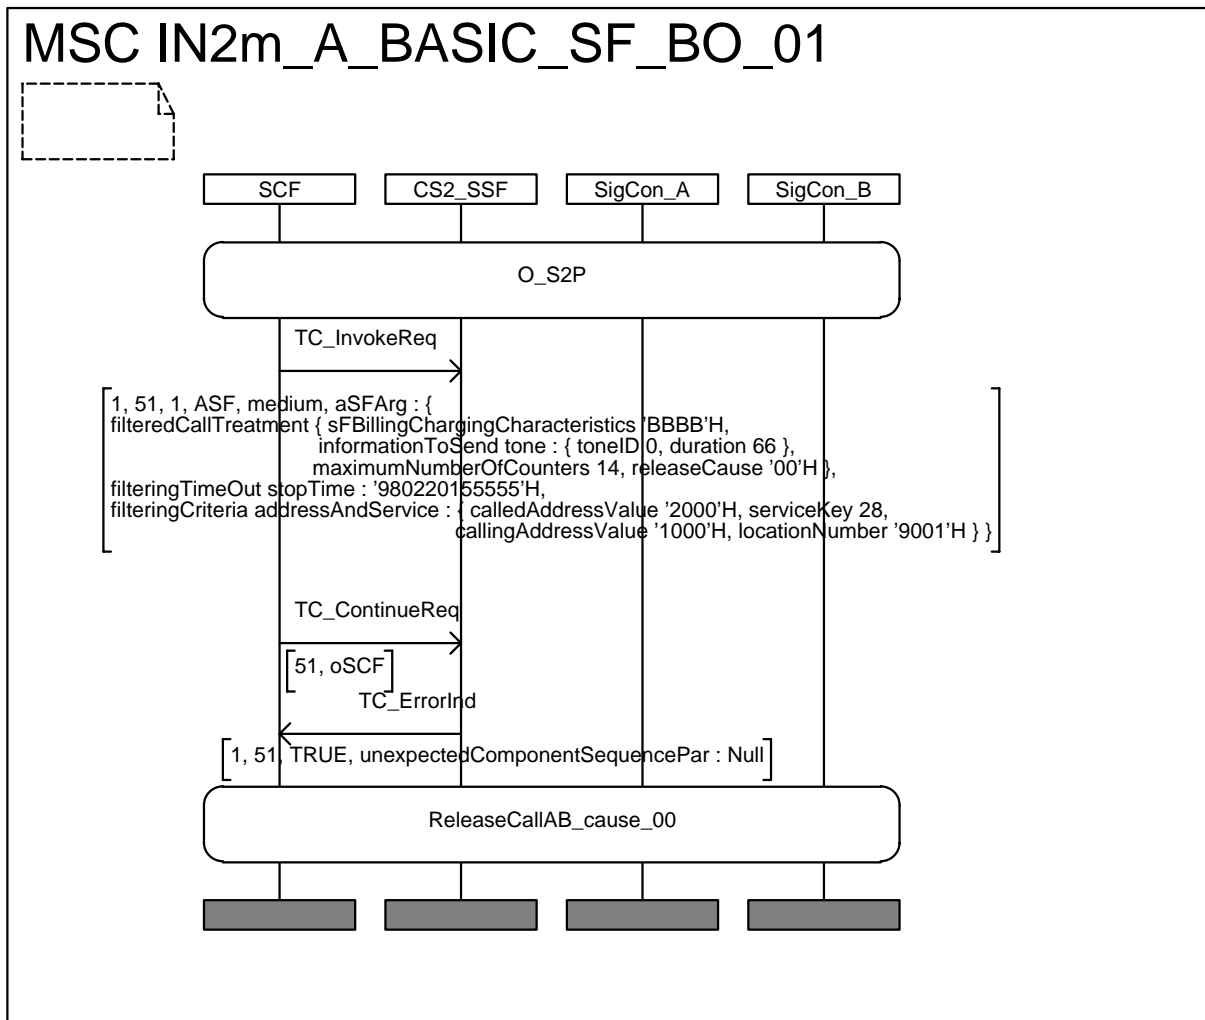 MSC IN2m_A_BASIC_SF_BO_01
SCF
CS2_SSF
SigCon_A
SigCon_B
O_S2P
TC_InvokeReq
1, 51, 1, ASF, medium, aSFArg : {
filteredCallTreatment { sFBillingChargingCharacteristics 'BBBB'H,
informationToSend tone : { toneID 0, duration 66 },
maximumNumberOfCounters 14, releaseCause '00'H },
filteringTimeOut stopTime : '980220155555'H,
filteringCriteria addressAndService : { calledAddressValue '2000'H, serviceKey 28,
callingAddressValue '1000'H, locationNumber '9001'H } }
TC_ContinueReq
51, oSCF
TC_ErrorInd
1, 51, TRUE, unexpectedComponentSequencePar : Null
ReleaseCallAB_cause_00